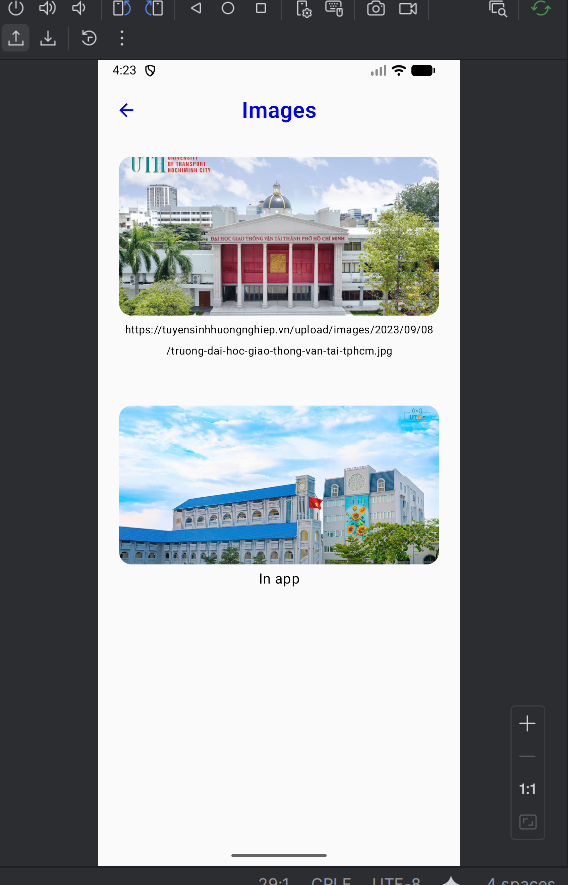 4:23
Images
UTH
UNIVERSITY
OF TRANSPORT
HOCHIMINH CITY
ĐẠI HỌC GIAO THÔNG VẬN TẢI THÀNH PHỐ HỒ CHÍ MINH
https://tuyensinhhuongnghiep.vn/upload/images/2023/09/08
/truong-dai-hoc-giao-thong-van-tai-tphcm.jpg
In app
1:1
29:1 CRLF UTF-8 4 spaces